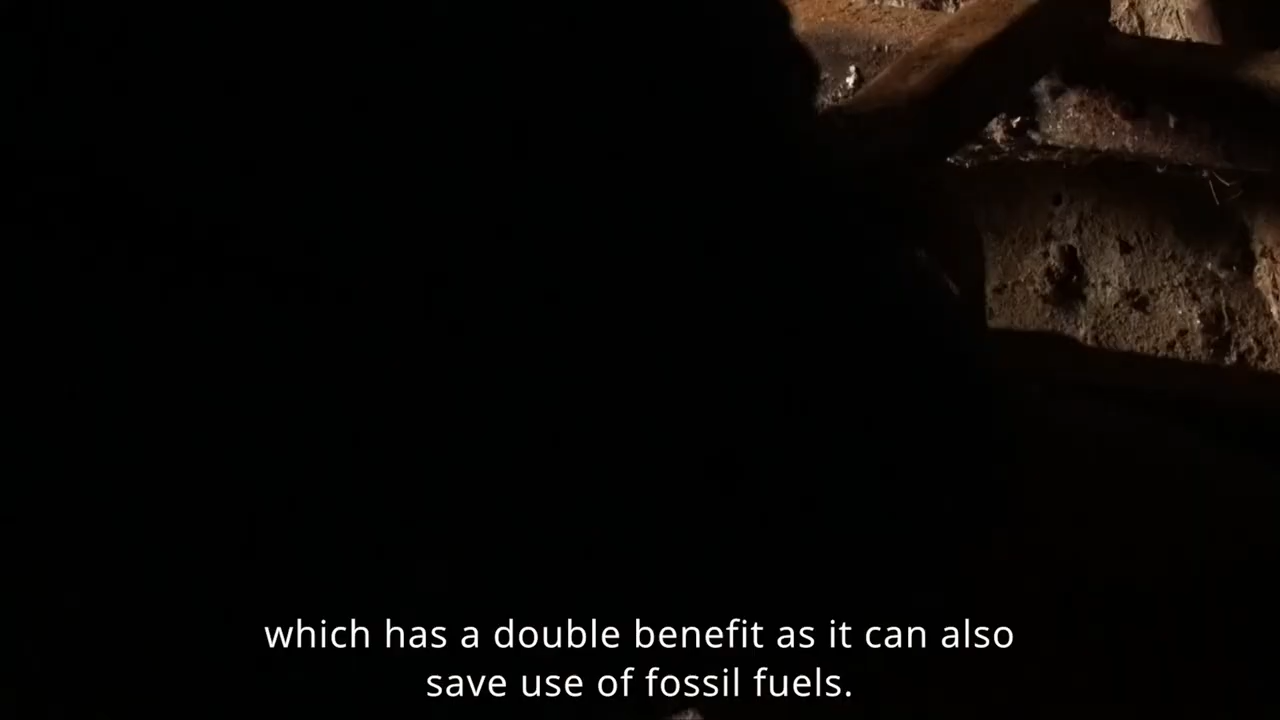 which has a double benefit as it can also
save use of fossil fuels.